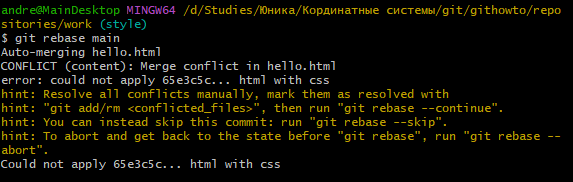 andre@MainDesktop MINGW64 /d/Studies/Юника/Кординатные системы/git/githowto/repo
sitories/work (style)
$ git rebase main
Auto-merging hello.html
CONFLICT (content): Merge conflict in hello.html
error: could not apply 65e3c5c... html with css
hint: Resolve all conflicts manually, mark them as resolved with
hint: "git add/rm <conflicted_files>", then run "git rebase --continue".
hint: You can instead skip this commit: run "git rebase --skip".
hint: To abort and get back to the state before "git rebase", run "git rebase --
abort".
Could not apply 65e3c5c... html with css